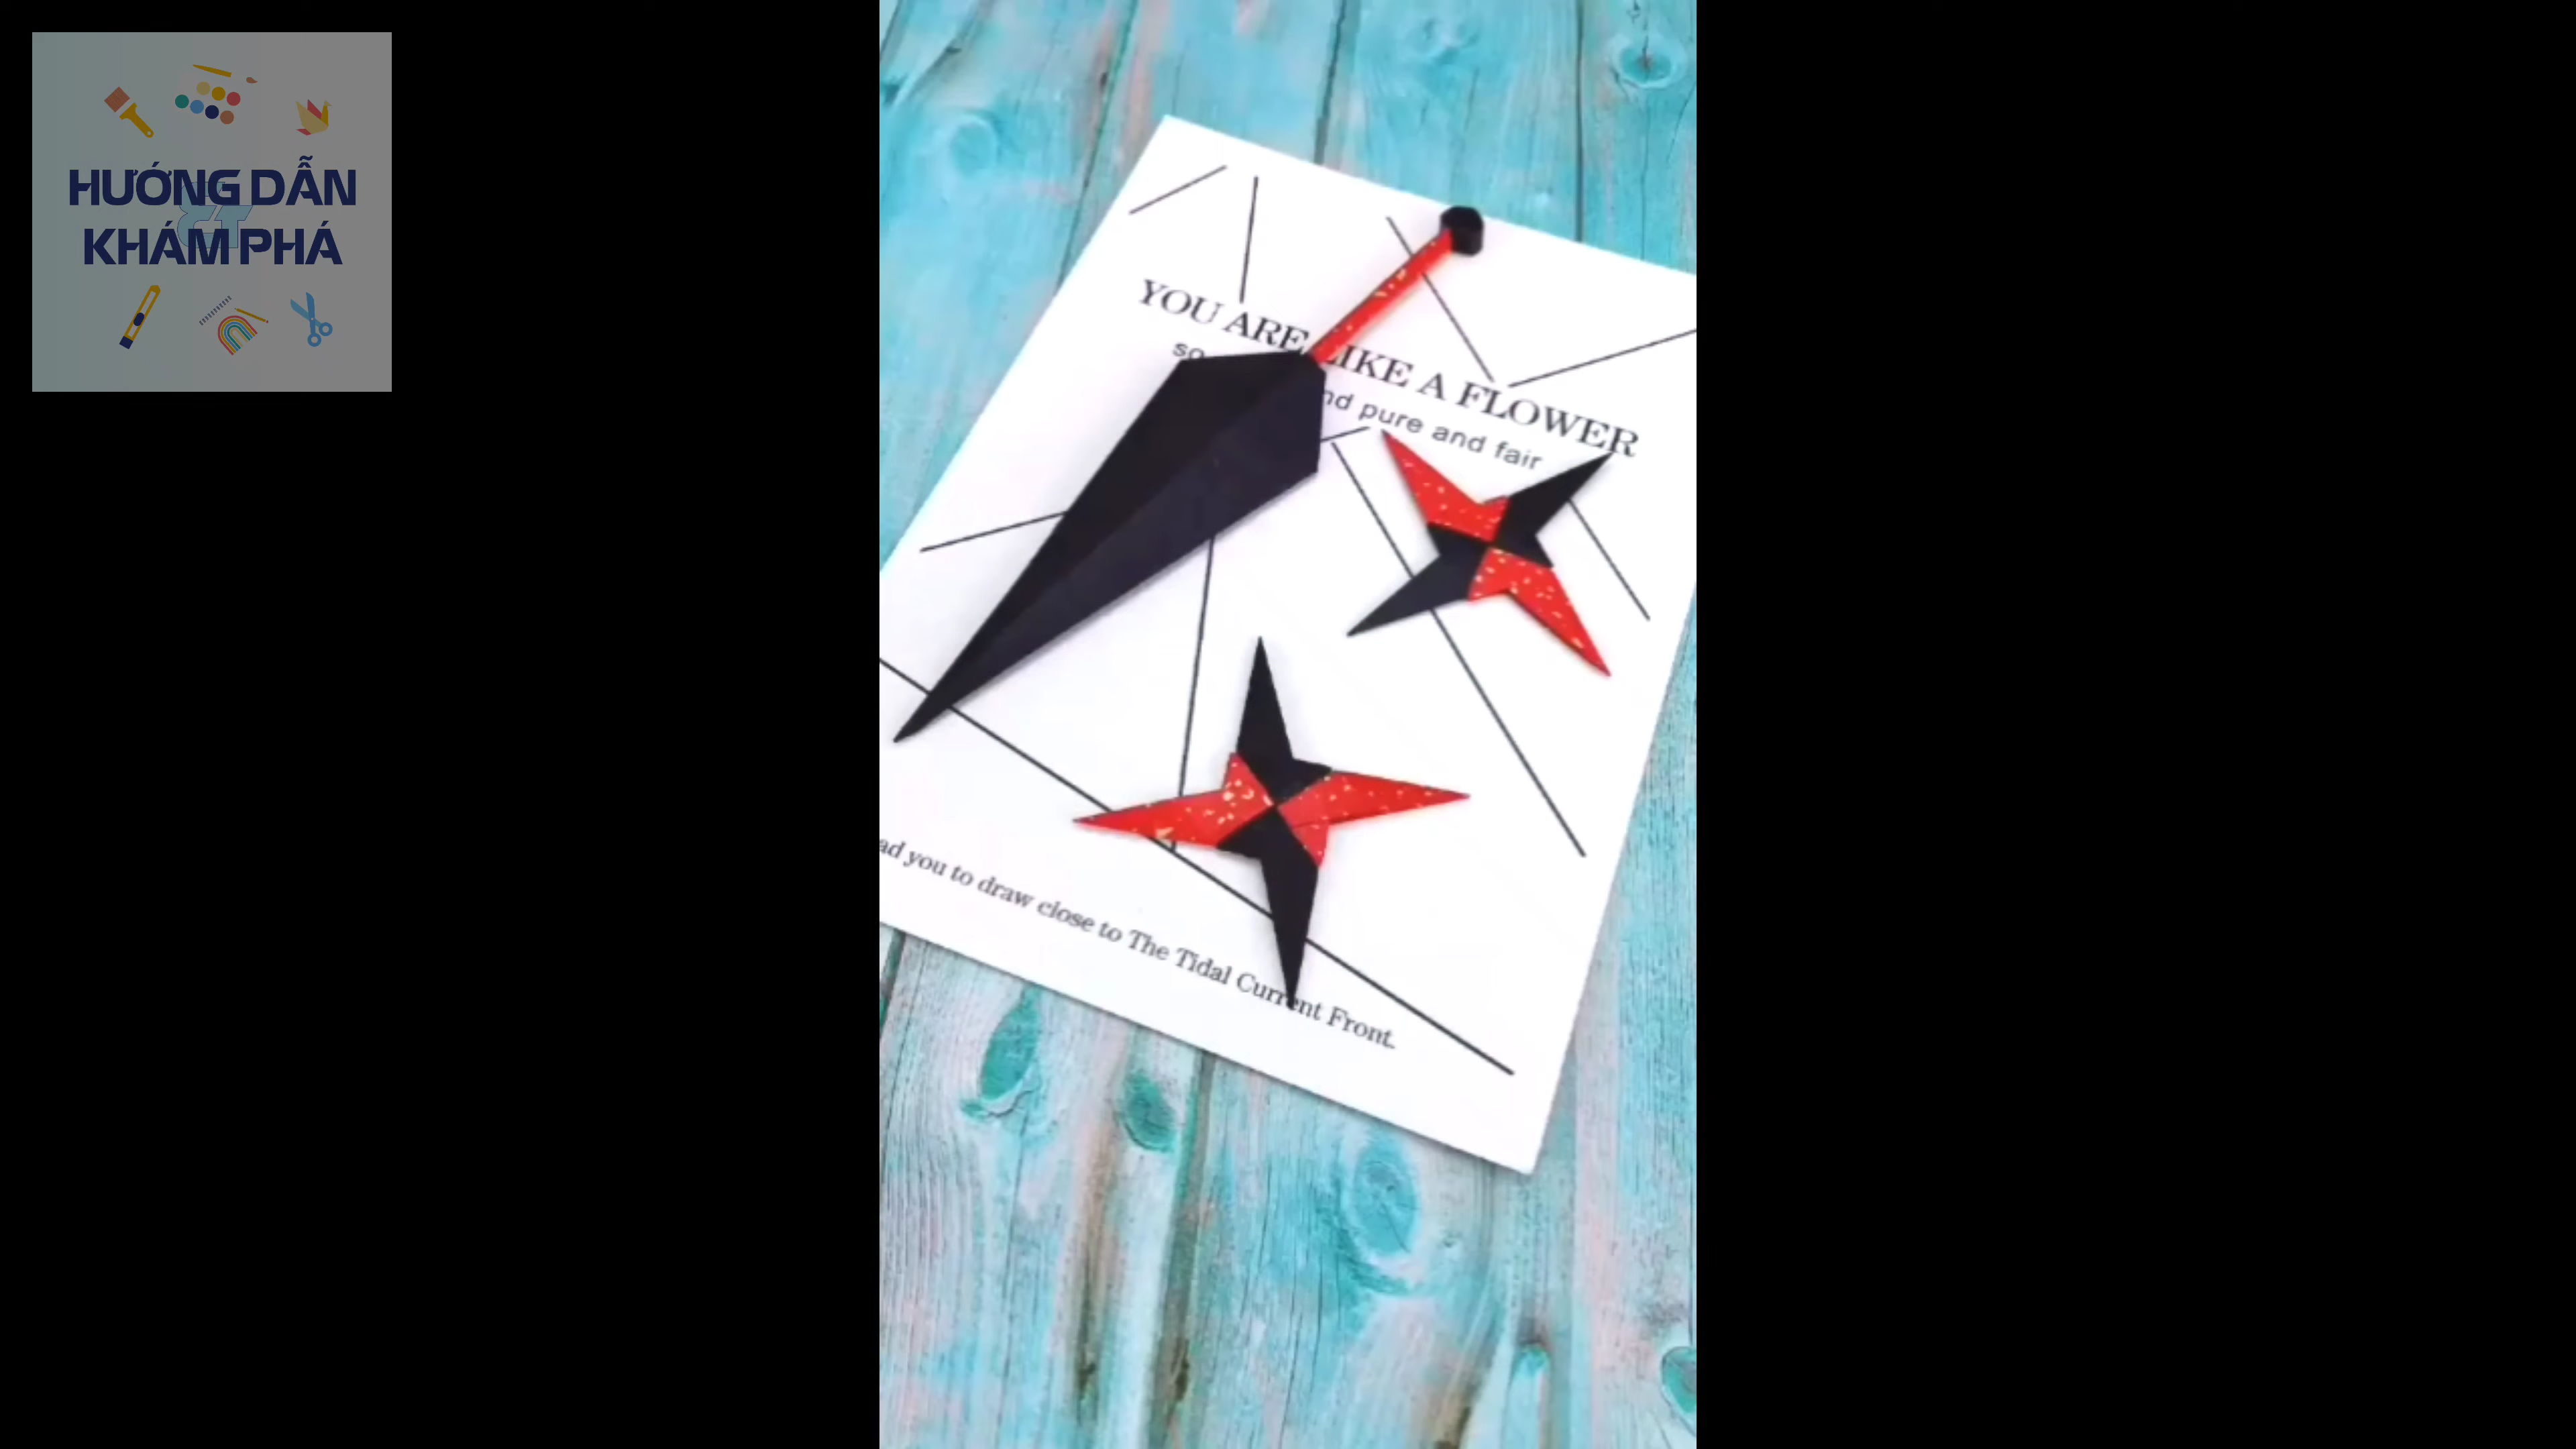 HƯỚNG DẪN
&
KHÁM PHÁ
YOU ARE LIKE A FLOWER
pure and fair
you to draw close to The Tidal Current Front.